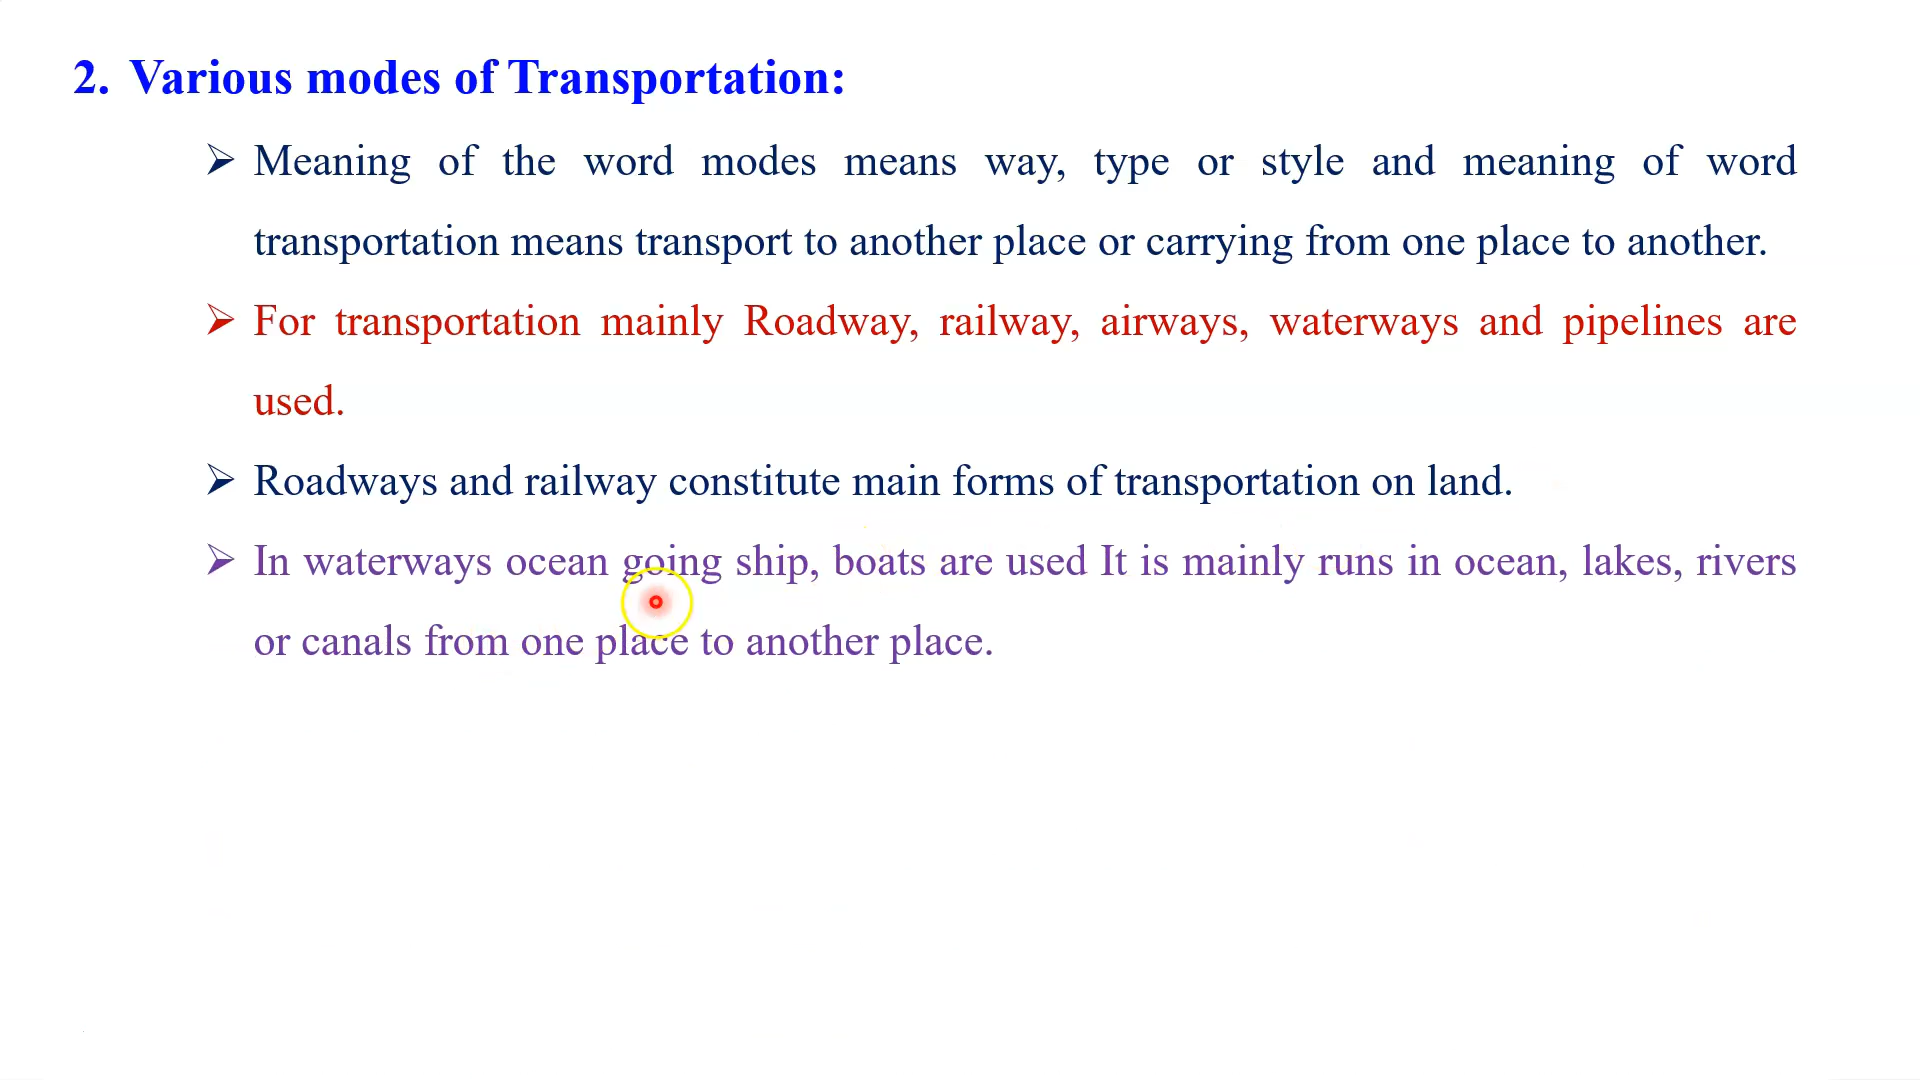 2. Various modes of Transportation:
➢ Meaning of the word modes means way, type or style and meaning of word
transportation means transport to another place or carrying from one place to another.
➢ For transportation mainly Roadway, railway, airways, waterways and pipelines are
used.
➢ Roadways and railway constitute main forms of transportation on land.
➢ In waterways ocean going ship, boats are used It is mainly runs in ocean, lakes, rivers
or canals from one place to another place.